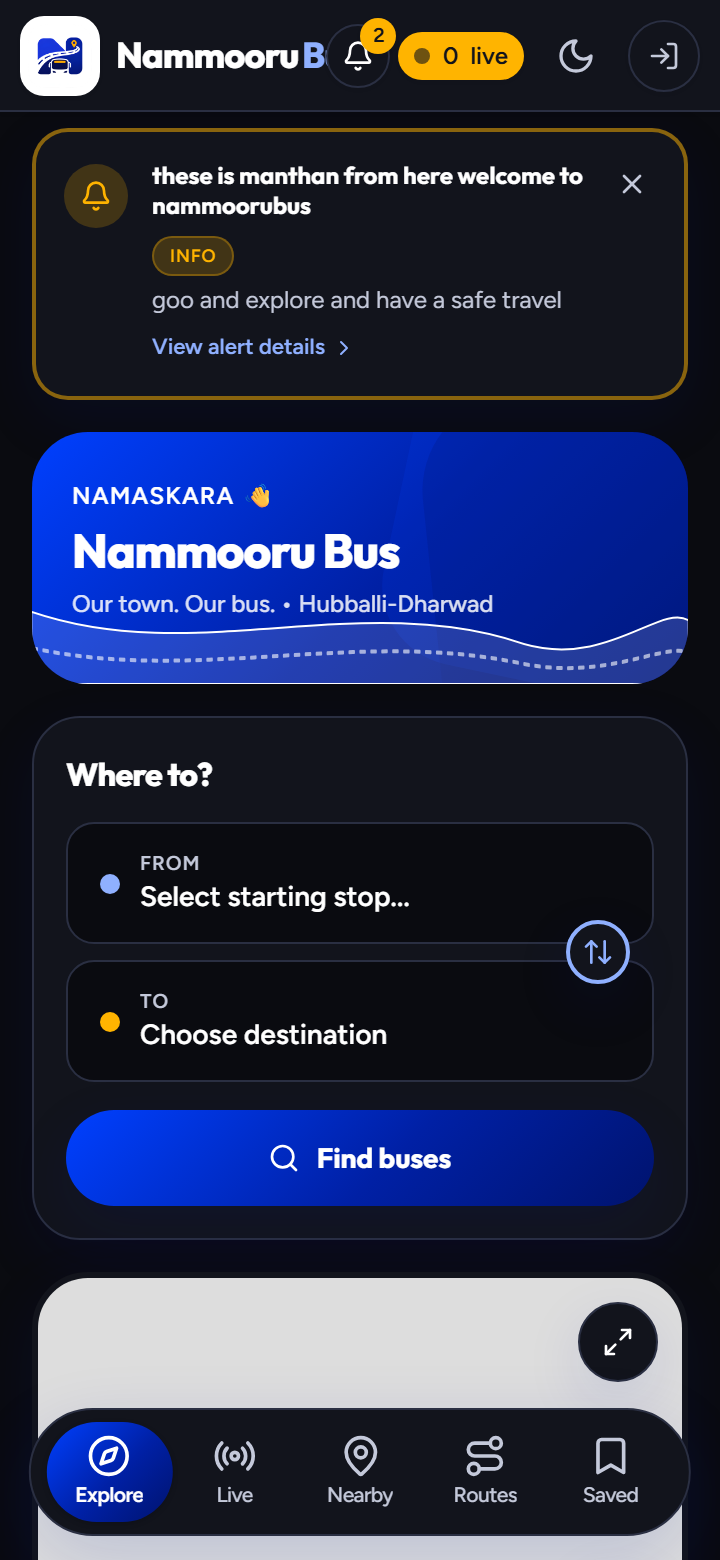 Nammooru B
2
0 live
these is manthan from here welcome to
nammoorubus
INFO
goo and explore and have a safe travel
View alert details
NAMASKARA 👋
Nammooru Bus
Our town. Our bus. • Hubballi-Dharwad
Where to?
FROM
Select starting stop...
TO
Choose destination
Find buses
Explore
Live
Nearby
Routes
Saved